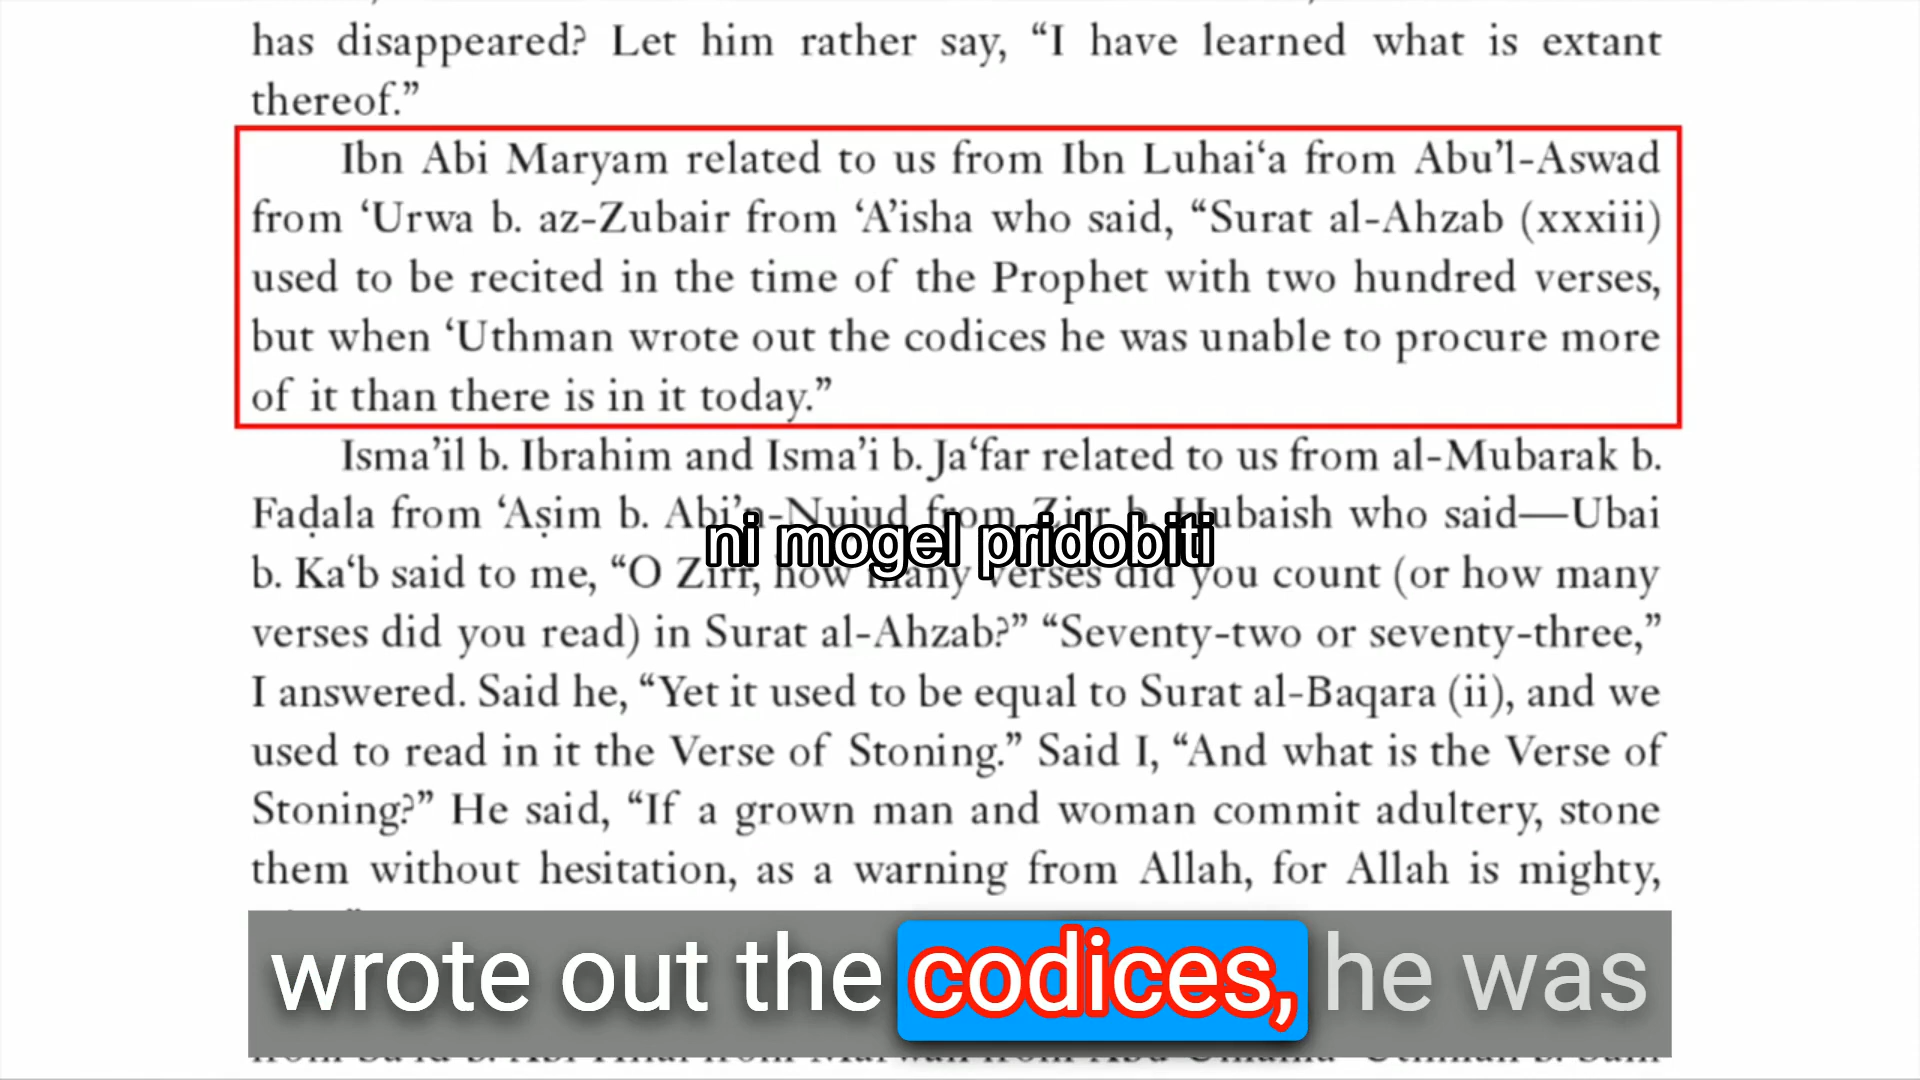 has disappeared? Let him rather say, “I have learned what is extant
thereof.”
Ibn Abi Maryam related to us from Ibn Luhai‘a from Abu’l-Aswad
from ‘Urwa b. az-Zubair from ‘A’isha who said, “Surat al-Ahzab (xxxiii)
used to be recited in the time of the Prophet with two hundred verses,
but when ‘Uthman wrote out the codices he was unable to procure more
of it than there is in it today.”
Isma’il b. Ibrahim and Isma’i b. Ja‘far related to us from al-Mubarak b.
Faḍala from ‘Aṣim b. Abi’n-Nujud from Zirr b. Hubaish who said—Ubai
ni mogel pridobiti
b. Ka‘b said to me, “O Zirr, how many verses did you count (or how many
verses did you read) in Surat al-Ahzab?” “Seventy-two or seventy-three,”
I answered. Said he, “Yet it used to be equal to Surat al-Baqara (ii), and we
used to read in it the Verse of Stoning.” Said I, “And what is the Verse of
Stoning?” He said, “If a grown man and woman commit adultery, stone
them without hesitation, as a warning from Allah, for Allah is mighty,
wrote out the codices, he was